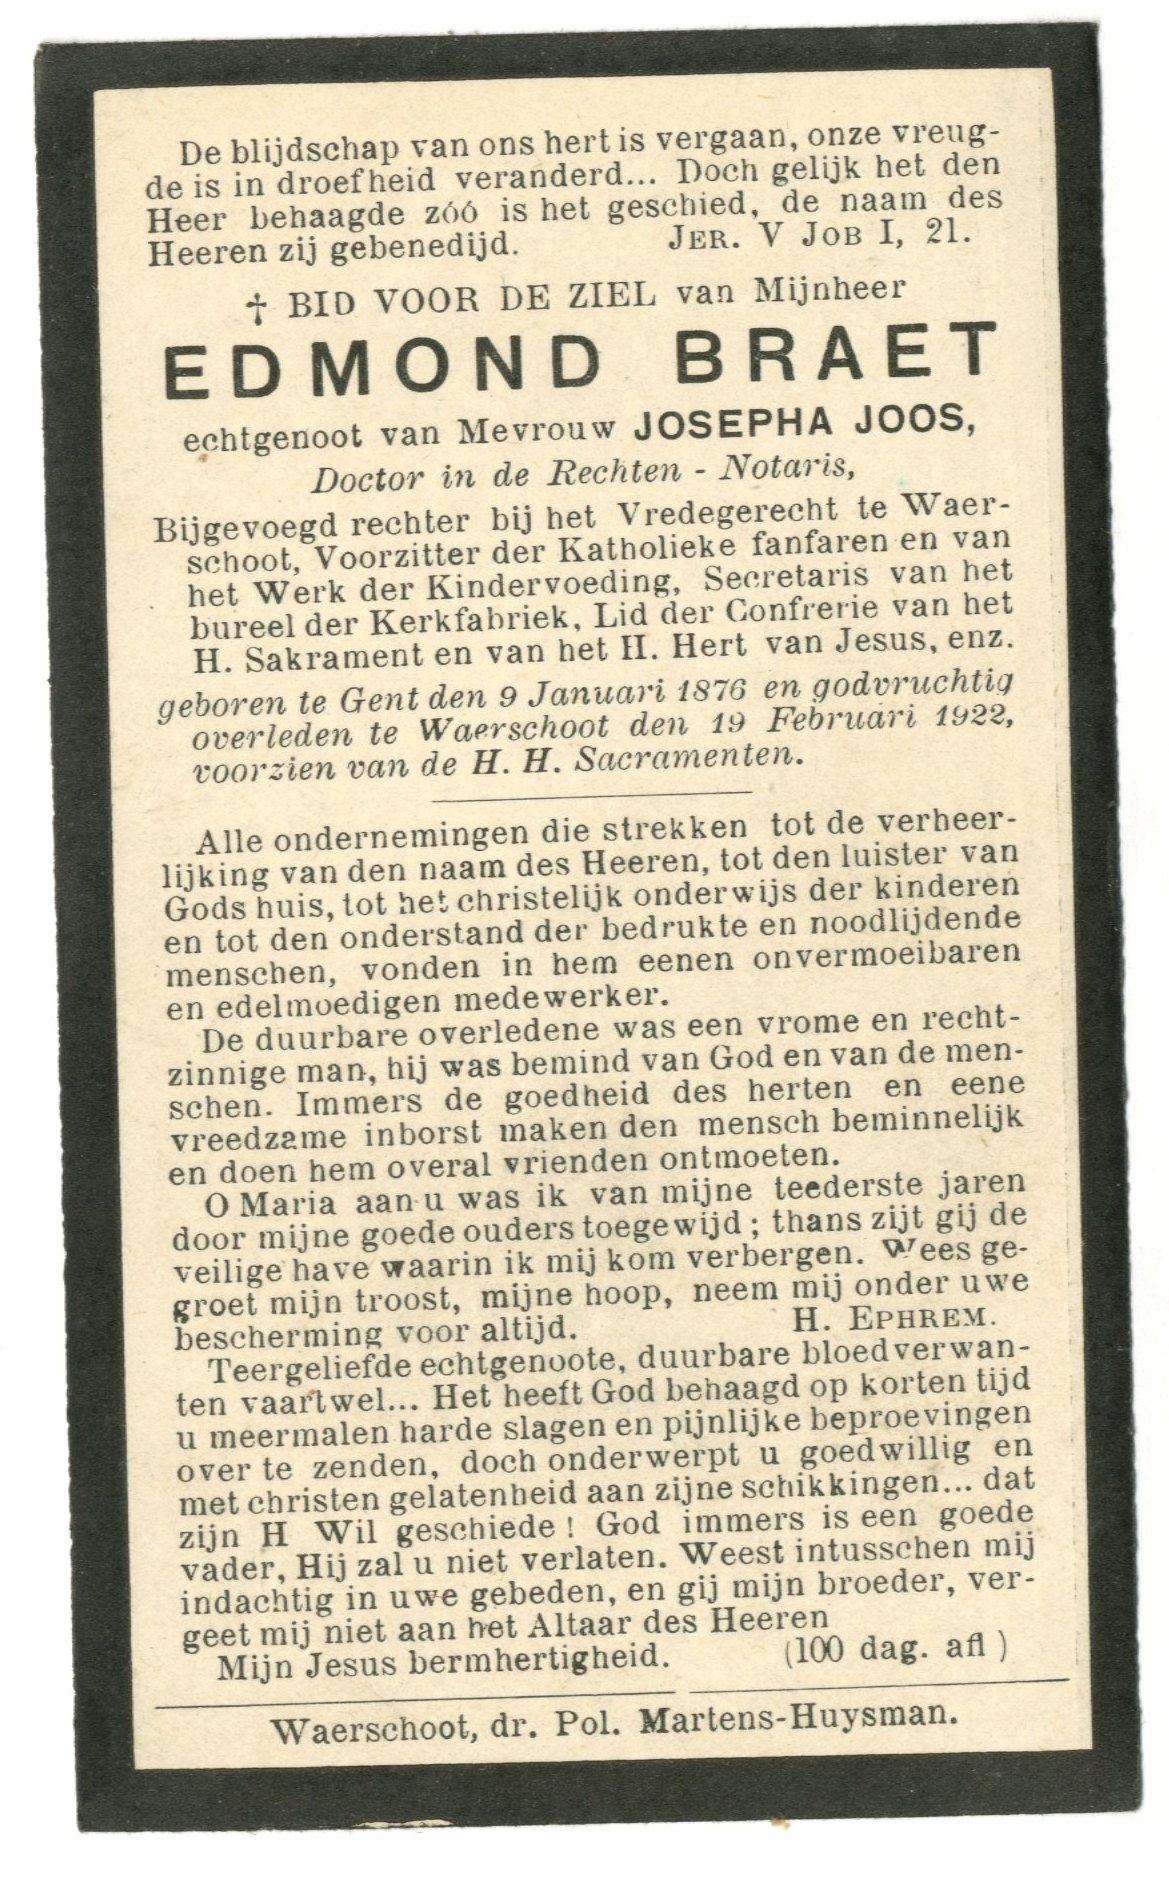 De blijdschap van ons hert is vergaan, onze vreug-
de is in droefheid veranderd... Doch gelijk het den
Heer behaagde zóó is het geschied, de naam des
Heeren zij gebenedijd. JER. V JOB I, 21.
† BID VOOR DE ZIEL van Mijnheer
EDMOND BRAET
echtgenoot van Mevrouw JOSEPHA JOOS,
Doctor in de Rechten - Notaris,
Bijgevoegd rechter bij het Vredegerecht te Waer-
schoot, Voorzitter der Katholieke fanfaren en van
het Werk der Kindervoeding, Secretaris van het
bureel der Kerkfabriek, Lid der Confrerie van het
H. Sakrament en van het H. Hert van Jesus, enz.
geboren te Gent den 9 Januari 1876 en godvruchtig
overleden te Waerschoot den 19 Februari 1922,
voorzien van de H. H. Sacramenten.
Alle ondernemingen die strekken tot de verheer-
lijking van den naam des Heeren, tot den luister van
Gods huis, tot het christelijk onderwijs der kinderen
en tot den onderstand der bedrukte en noodlijdende
menschen, vonden in hem eenen onvermoeibaren
en edelmoedigen medewerker.
De duurbare overledene was een vrome en recht-
zinnige man, hij was bemind van God en van de men-
schen. Immers de goedheid des herten en eene
vreedzame inborst maken den mensch beminnelijk
en doen hem overal vrienden ontmoeten.
O Maria aan u was ik van mijne teederste jaren
door mijne goede ouders toegewijd ; thans zijt gij de
veilige have waarin ik mij kom verbergen. Wees ge-
groet mijn troost, mijne hoop, neem mij onder uwe
bescherming voor altijd. H. EPHREM.
Teergeliefde echtgenoote, duurbare bloedverwan-
ten vaartwel... Het heeft God behaagd op korten tijd
u meermalen harde slagen en pijnlijke beproevingen
over te zenden, doch onderwerpt u goedwillig en
met christen gelatenheid aan zijne schikkingen... dat
zijn H Wil geschiede ! God immers is een goede
vader, Hij zal u niet verlaten. Weest intusschen mij
indachtig in uwe gebeden, en gij mijn broeder, ver-
geet mij niet aan het Altaar des Heeren
Mijn Jesus bermhertigheid. (100 dag. afl )
Waerschoot, dr. Pol. Martens-Huysman.